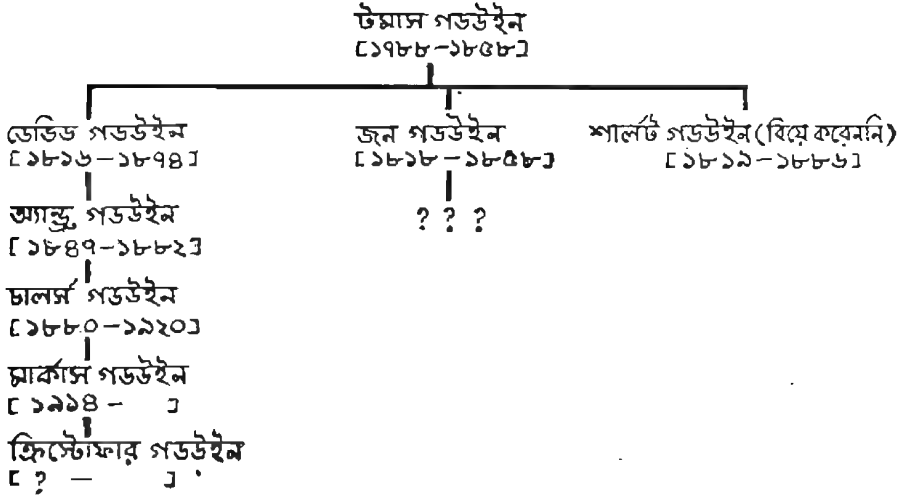 টমাস গডউইন
[১৭৮৮-১৮৫৮]
ডেভিড গডউইন
[১৮১৬-১৮৭৪]
জন গডউইন
[১৮১৮-১৮৫৮]
শার্লট গডউইন (বিয়ে করেননি)
[১৮১৯-১৮৮৬]
অ্যান্ড্রু গডউইন
[১৮৪৭-১৮৮২]
? ? ?
চার্লস গডউইন
[১৮৮০-১৯২০]
মার্কাস গডউইন
[১৯১৪- ]
ক্রিস্টোফার গডউইন
[? - ]